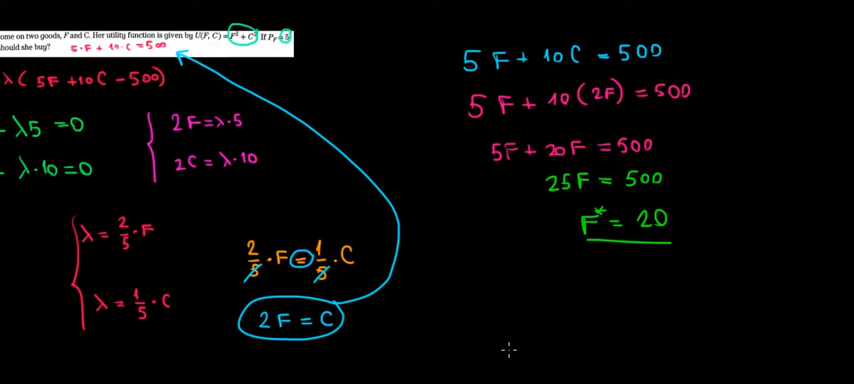 ome on two goods, F and C. Her utility function is given by U(F, C) = F² + C². If P_F = 5
should she buy?
5·F + 10·C = 500
λ(5F + 10C - 500)
- λ5 = 0
- λ·10 = 0
2F = λ·5
2C = λ·10
λ = 2/5 · F
λ = 1/5 · C
2/5 · F = 1/5 · C
2F = C
5F + 10C = 500
5F + 10(2F) = 500
5F + 20F = 500
25F = 500
F* = 20